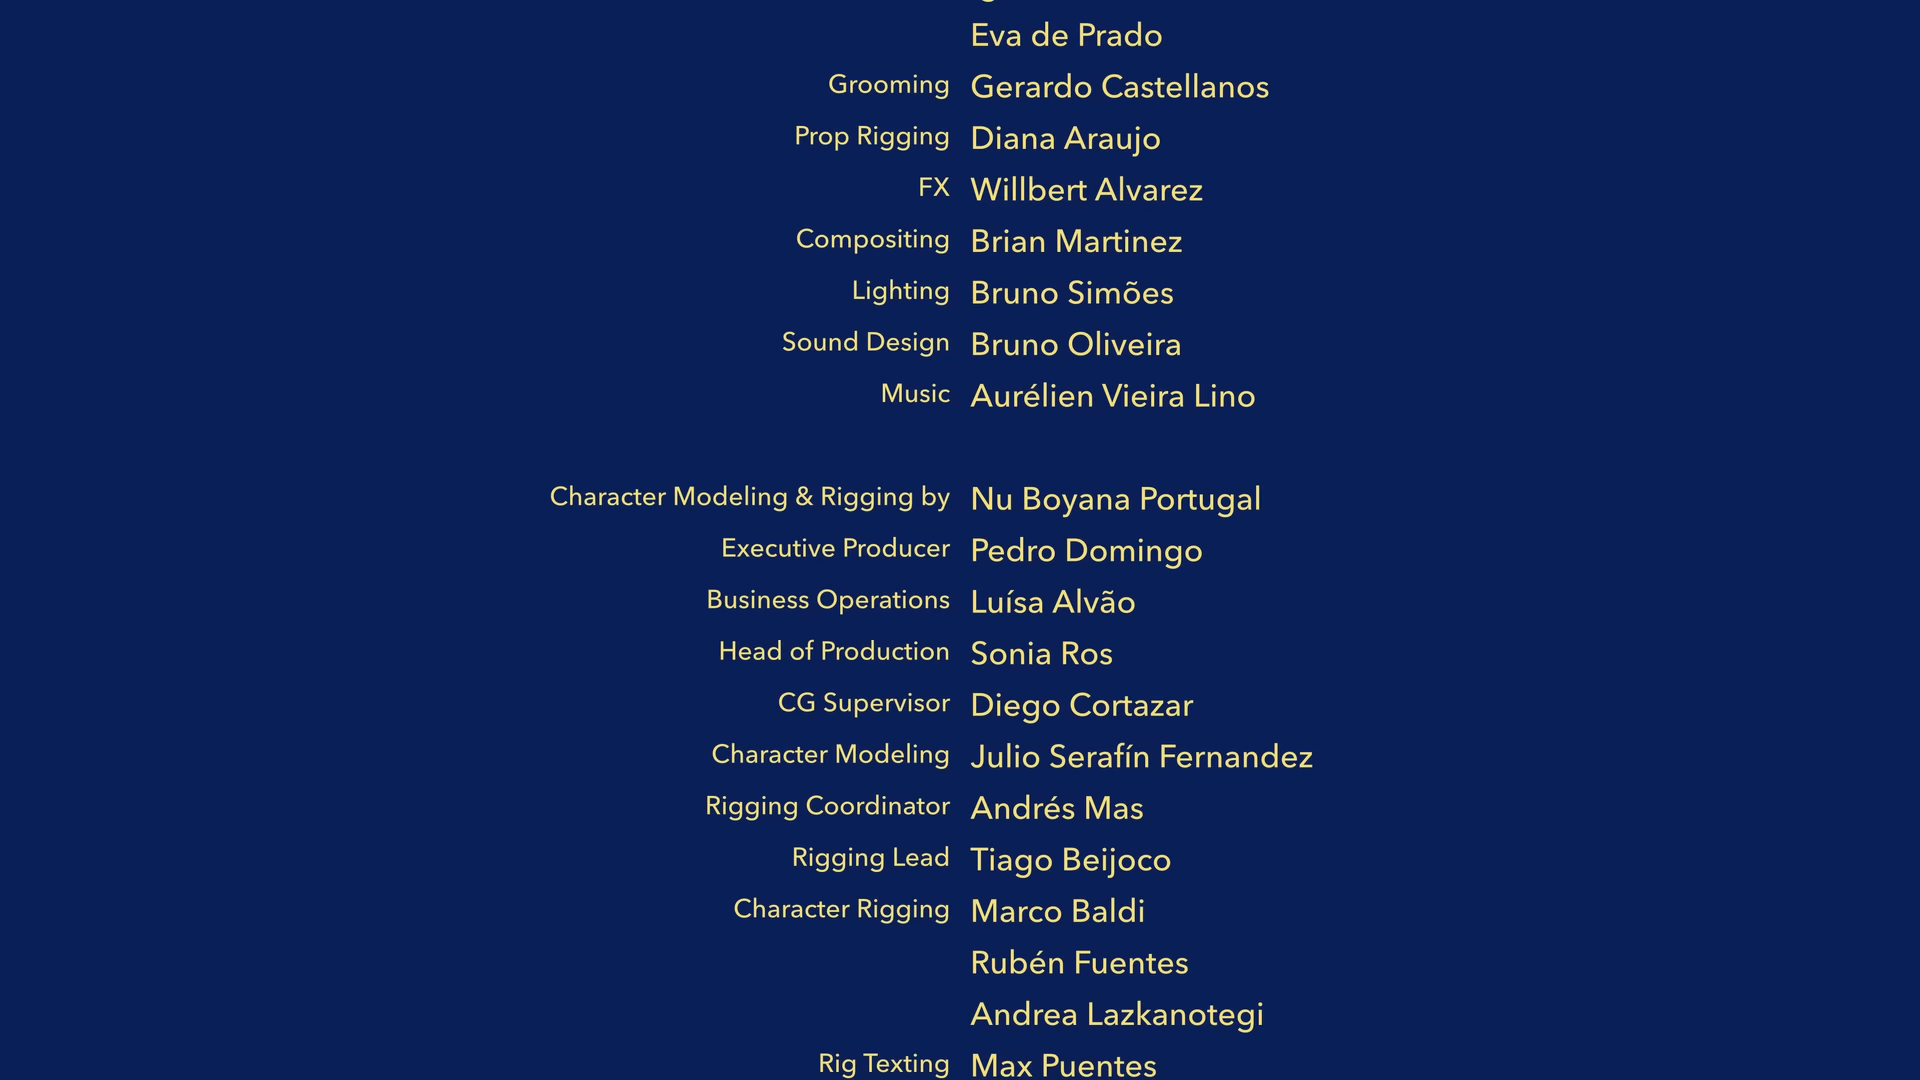 Eva de Prado
Grooming Gerardo Castellanos
Prop Rigging Diana Araujo
FX Willbert Alvarez
Compositing Brian Martinez
Lighting Bruno Simões
Sound Design Bruno Oliveira
Music Aurélien Vieira Lino
Character Modeling & Rigging by Nu Boyana Portugal
Executive Producer Pedro Domingo
Business Operations Luísa Alvão
Head of Production Sonia Ros
CG Supervisor Diego Cortazar
Character Modeling Julio Serafín Fernandez
Rigging Coordinator Andrés Mas
Rigging Lead Tiago Beijoco
Character Rigging Marco Baldi
Rubén Fuentes
Andrea Lazkanotegi
Rig Texting Max Puentes